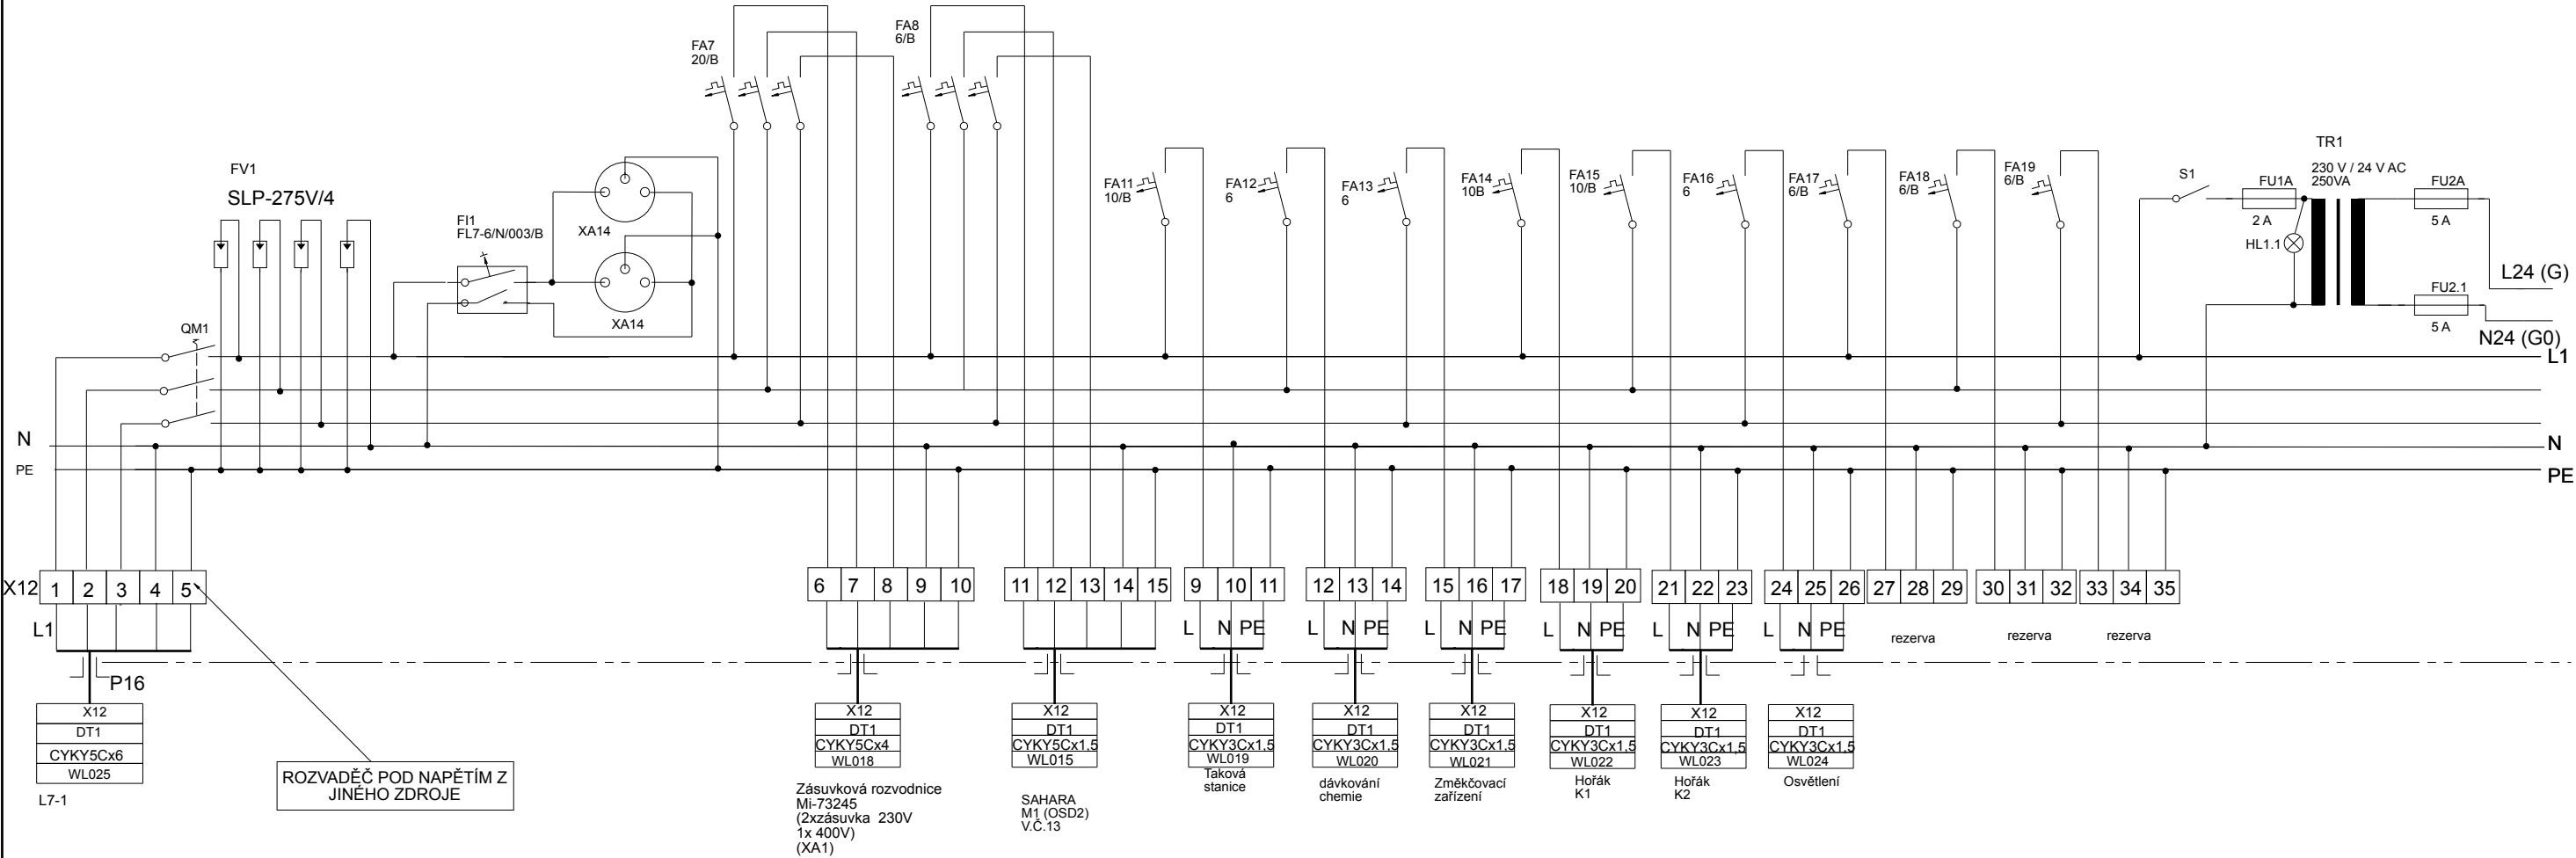 FA7
20/B
FA8
6/B
FV1
SLP-275V/4
FI1
FL7-6/N/003/B
XA14
XA14
QM1
FA11
10/B
FA12
6
FA13
6
FA14
10B
FA15
10/B
FA16
6
FA17
6/B
FA18
6/B
FA19
6/B
S1
FU1A
2 A
HL1.1
TR1
230 V / 24 V AC
250VA
FU2A
5 A
FU2.1
5 A
L24 (G)
N24 (G0)
L1
N
N
PE
PE
X12 1 2 3 4 5
6 7 8 9 10
11 12 13 14 15
9 10 11
12 13 14
15 16 17
18 19 20
21 22 23
24 25 26
27 28 29
30 31 32
33 34 35
L1
L N PE
L N PE
L N PE
L N PE
L N PE
L N PE
rezerva
rezerva
rezerva
P16
X12
DT1
CYKY5Cx6
WL025
L7-1
ROZVADĚČ POD NAPĚTÍM Z
JINÉHO ZDROJE
X12
DT1
CYKY5Cx4
WL018
Zásuvková rozvodnice
Mi-73245
(2xzásuvka 230V
1x 400V)
(XA1)
X12
DT1
CYKY5Cx1,5
WL015
SAHARA
M1 (OSD2)
V.Č.13
X12
DT1
CYKY3Cx1,5
WL019
Taková
stanice
X12
DT1
CYKY3Cx1,5
WL020
dávkování
chemie
X12
DT1
CYKY3Cx1,5
WL021
Změkčovací
zařízení
X12
DT1
CYKY3Cx1,5
WL022
Hořák
K1
X12
DT1
CYKY3Cx1,5
WL023
Hořák
K2
X12
DT1
CYKY3Cx1,5
WL024
Osvětlení